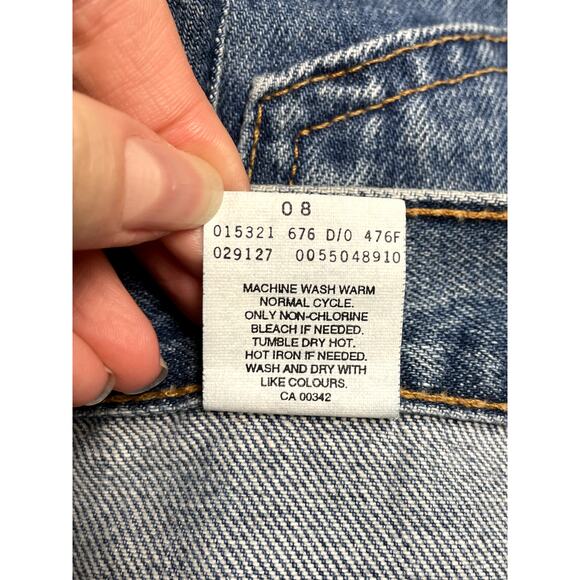 08
015321 676 D/O 476F
029127 0055048910
MACHINE WASH WARM
NORMAL CYCLE.
ONLY NON-CHLORINE
BLEACH IF NEEDED.
TUMBLE DRY HOT.
HOT IRON IF NEEDED.
WASH AND DRY WITH
LIKE COLOURS.
CA 00342